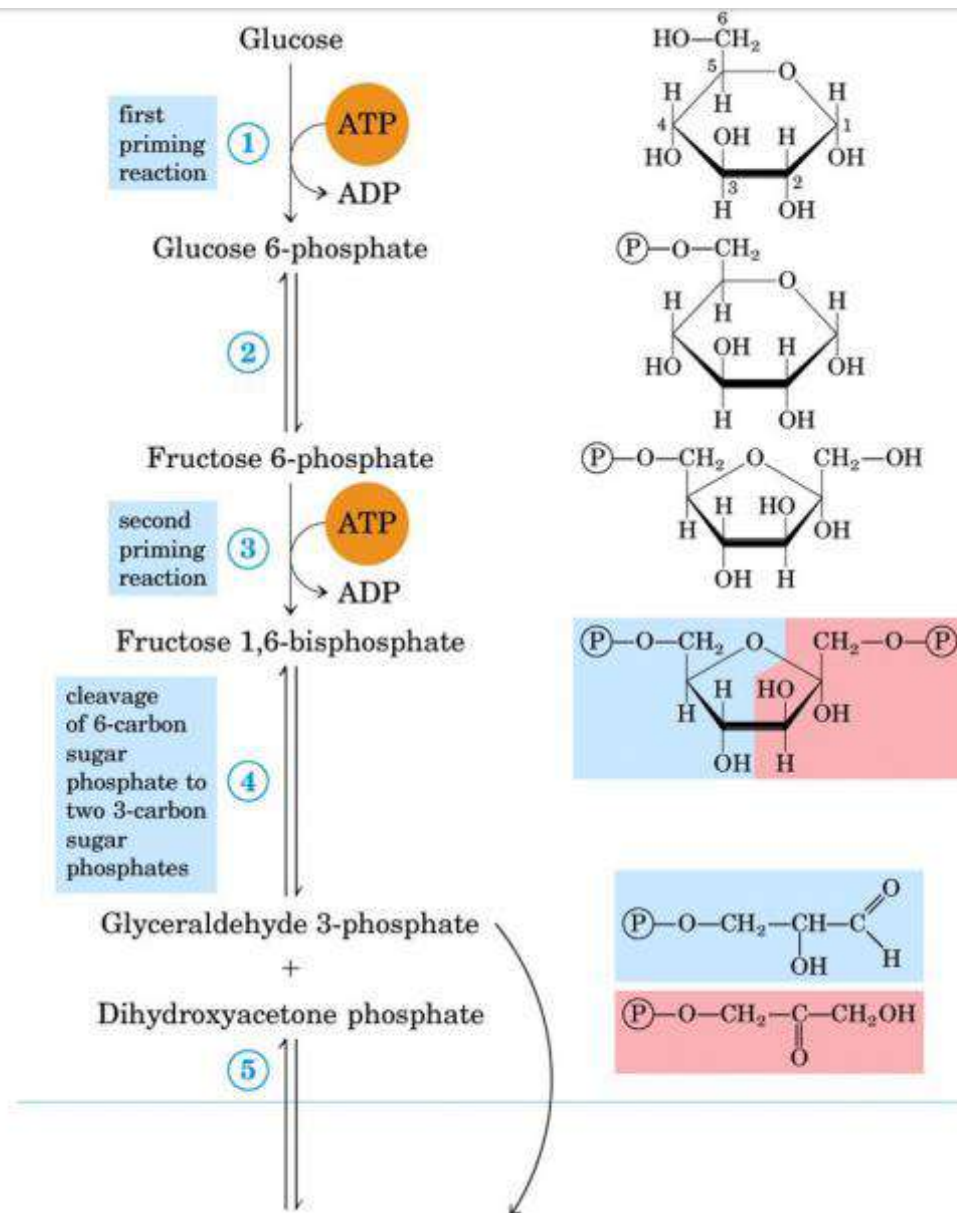 Glucose
first
priming
reaction
1
ATP
ADP
Glucose 6-phosphate
2
Fructose 6-phosphate
second
priming
reaction
3
ATP
ADP
Fructose 1,6-bisphosphate
cleavage
of 6-carbon
sugar
phosphate to
two 3-carbon
sugar
phosphates
4
Glyceraldehyde 3-phosphate
+
Dihydroxyacetone phosphate
5
6
HO—CH₂
5 O
H H H
4 1
OH H
HO OH
3 2
H OH
P—O—CH₂
O
H H H
OH H
HO OH
H OH
P—O—CH₂ O CH₂—OH
H HO
H OH
OH H
P—O—CH₂ O CH₂—O—P
H HO
H OH
OH H
O
P—O—CH₂—CH—C
OH H
P—O—CH₂—C—CH₂OH
O